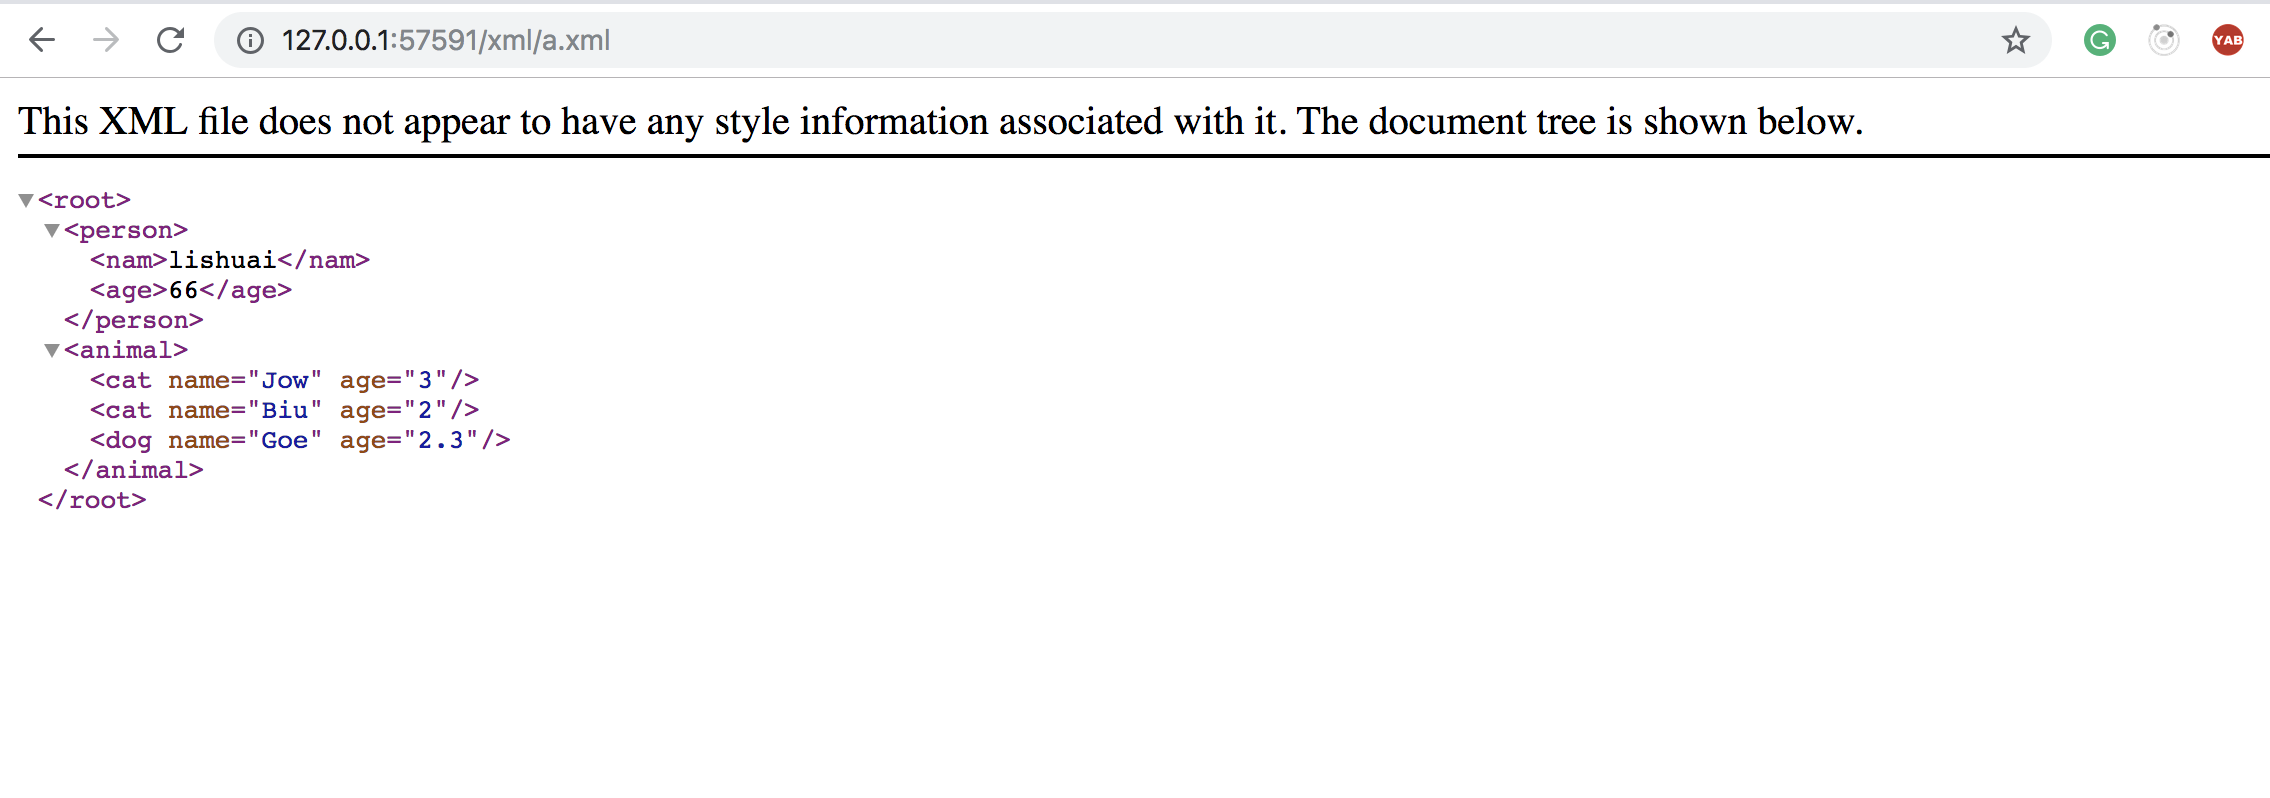 127.0.0.1:57591/xml/a.xml
YAB
This XML file does not appear to have any style information associated with it. The document tree is shown below.
<root>
<person>
<nam>lishuai</nam>
<age>66</age>
</person>
<animal>
<cat name="Jow" age="3"/>
<cat name="Biu" age="2"/>
<dog name="Goe" age="2.3"/>
</animal>
</root>